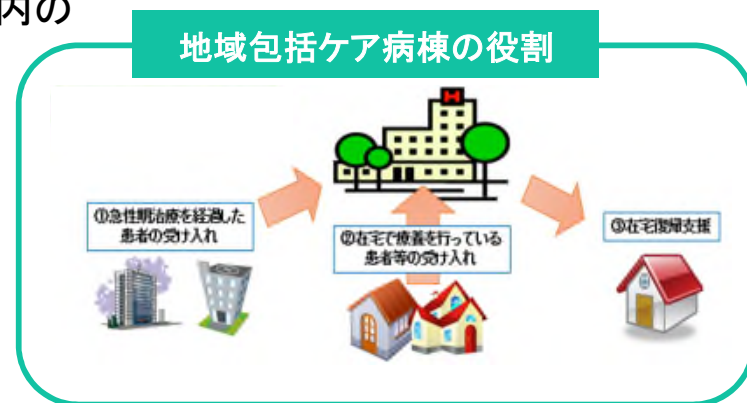 内の
地域包括ケア病棟の役割
H
①急性期治療を経過した
患者の受け入れ
②在宅で療養を行っている
患者等の受け入れ
③在宅復帰支援